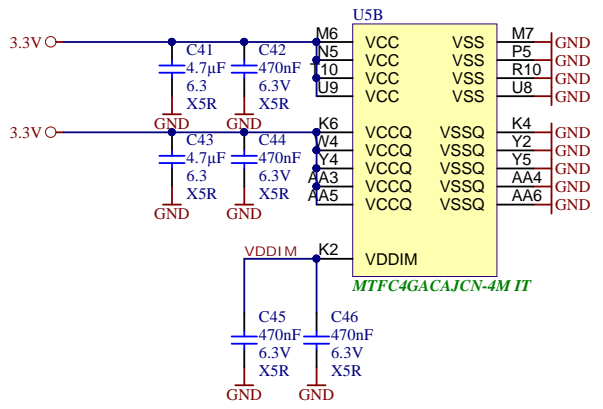 U5B
3.3V
M6 VCC VSS M7 GND
N5 VCC VSS P5 GND
T10 VCC VSS R10 GND
U9 VCC VSS U8 GND
C41
4.7µF
6.3
X5R
GND
C42
470nF
6.3V
X5R
GND
3.3V
K6 VCCQ VSSQ K4 GND
W4 VCCQ VSSQ Y2 GND
Y4 VCCQ VSSQ Y5 GND
AA3 VCCQ VSSQ AA4 GND
AA5 VCCQ VSSQ AA6 GND
C43
4.7µF
6.3
X5R
GND
C44
470nF
6.3V
X5R
GND
VDDIM K2 VDDIM
MTFC4GACAJCN-4M IT
C45
470nF
6.3V
X5R
GND
C46
470nF
6.3V
X5R
GND